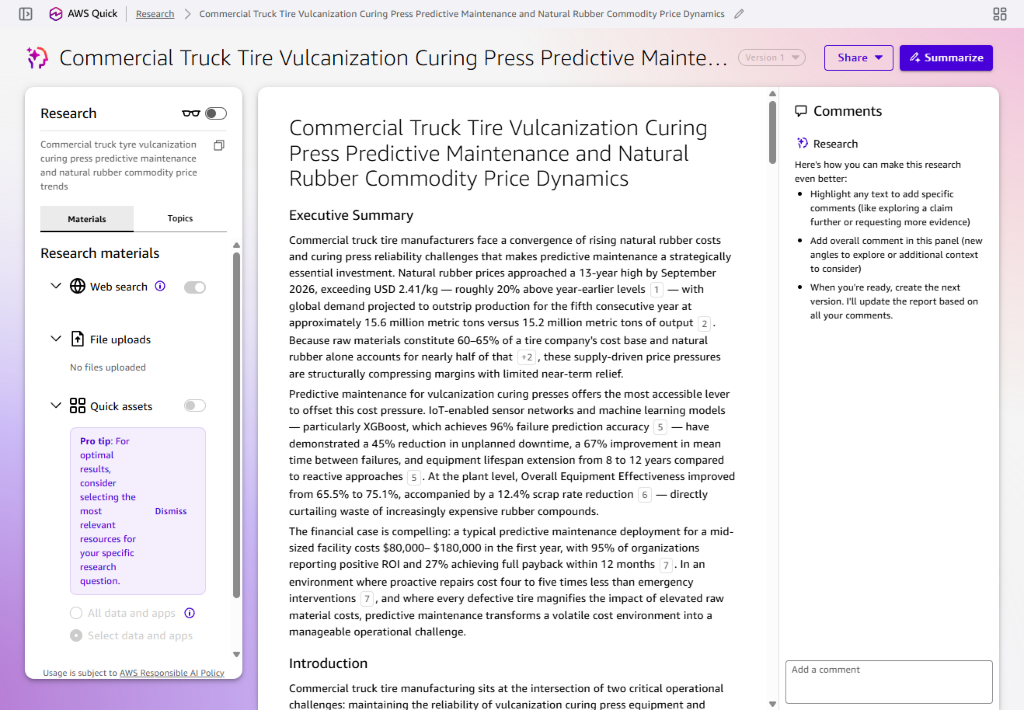 AWS Quick
Research
Commercial Truck Tire Vulcanization Curing Press Predictive Maintenance and Natural Rubber Commodity Price Dynamics
Commercial Truck Tire Vulcanization Curing Press Predictive Mainte...
Version 1
Share
Summarize
Research
Commercial truck tyre vulcanization
curing press predictive maintenance
and natural rubber commodity price
trends
Materials
Topics
Research materials
Web search
File uploads
No files uploaded
Quick assets
Pro tip: For
optimal
results,
consider
selecting the
most
relevant
resources for
your specific
research
question.
Dismiss
All data and apps
Select data and apps
Usage is subject to AWS Responsible AI Policy
Commercial Truck Tire Vulcanization Curing
Press Predictive Maintenance and Natural
Rubber Commodity Price Dynamics
Executive Summary
Commercial truck tire manufacturers face a convergence of rising natural rubber costs
and curing press reliability challenges that makes predictive maintenance a strategically
essential investment. Natural rubber prices approached a 13-year high by September
2026, exceeding USD 2.41/kg — roughly 20% above year-earlier levels 1 — with
global demand projected to outstrip production for the fifth consecutive year at
approximately 15.6 million metric tons versus 15.2 million metric tons of output 2 .
Because raw materials constitute 60–65% of a tire company's cost base and natural
rubber alone accounts for nearly half of that +2 , these supply-driven price pressures
are structurally compressing margins with limited near-term relief.
Predictive maintenance for vulcanization curing presses offers the most accessible lever
to offset this cost pressure. IoT-enabled sensor networks and machine learning models
— particularly XGBoost, which achieves 96% failure prediction accuracy 5 — have
demonstrated a 45% reduction in unplanned downtime, a 67% improvement in mean
time between failures, and equipment lifespan extension from 8 to 12 years compared
to reactive approaches 5 . At the plant level, Overall Equipment Effectiveness improved
from 65.5% to 75.1%, accompanied by a 12.4% scrap rate reduction 6 — directly
curtailing waste of increasingly expensive rubber compounds.
The financial case is compelling: a typical predictive maintenance deployment for a mid-
sized facility costs $80,000– $180,000 in the first year, with 95% of organizations
reporting positive ROI and 27% achieving full payback within 12 months 7 . In an
environment where proactive repairs cost four to five times less than emergency
interventions 7 , and where every defective tire magnifies the impact of elevated raw
material costs, predictive maintenance transforms a volatile cost environment into a
manageable operational challenge.
Introduction
Commercial truck tire manufacturing sits at the intersection of two critical operational
challenges: maintaining the reliability of vulcanization curing press equipment and
Comments
Research
Here's how you can make this research
even better:
Highlight any text to add specific
comments (like exploring a claim
further or requesting more evidence)
Add overall comment in this panel (new
angles to explore or additional context
to consider)
When you're ready, create the next
version. I'll update the report based on
all your comments.
Add a comment